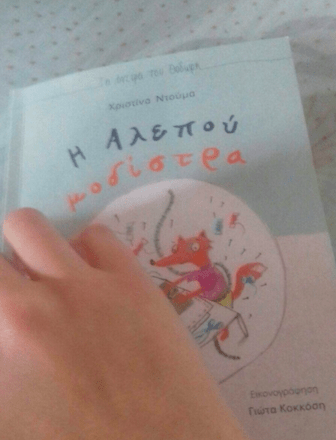 Χριστίνα Ντούμα
Η Αλεπού
μοδίστρα
Εικονογράφηση
Γιώτα Κοκκόση